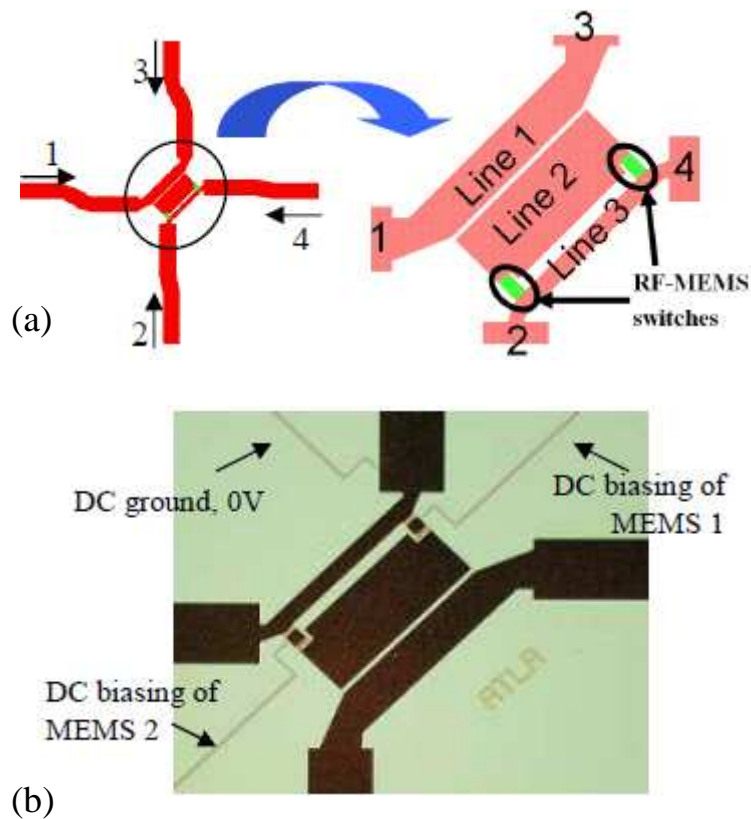 3
1
4
2
(a)
3
Line 1
Line 2
Line 3
1
4
2
RF-MEMS
switches
DC ground, 0V
DC biasing of
MEMS 1
DC biasing of
MEMS 2
ATLA
(b)